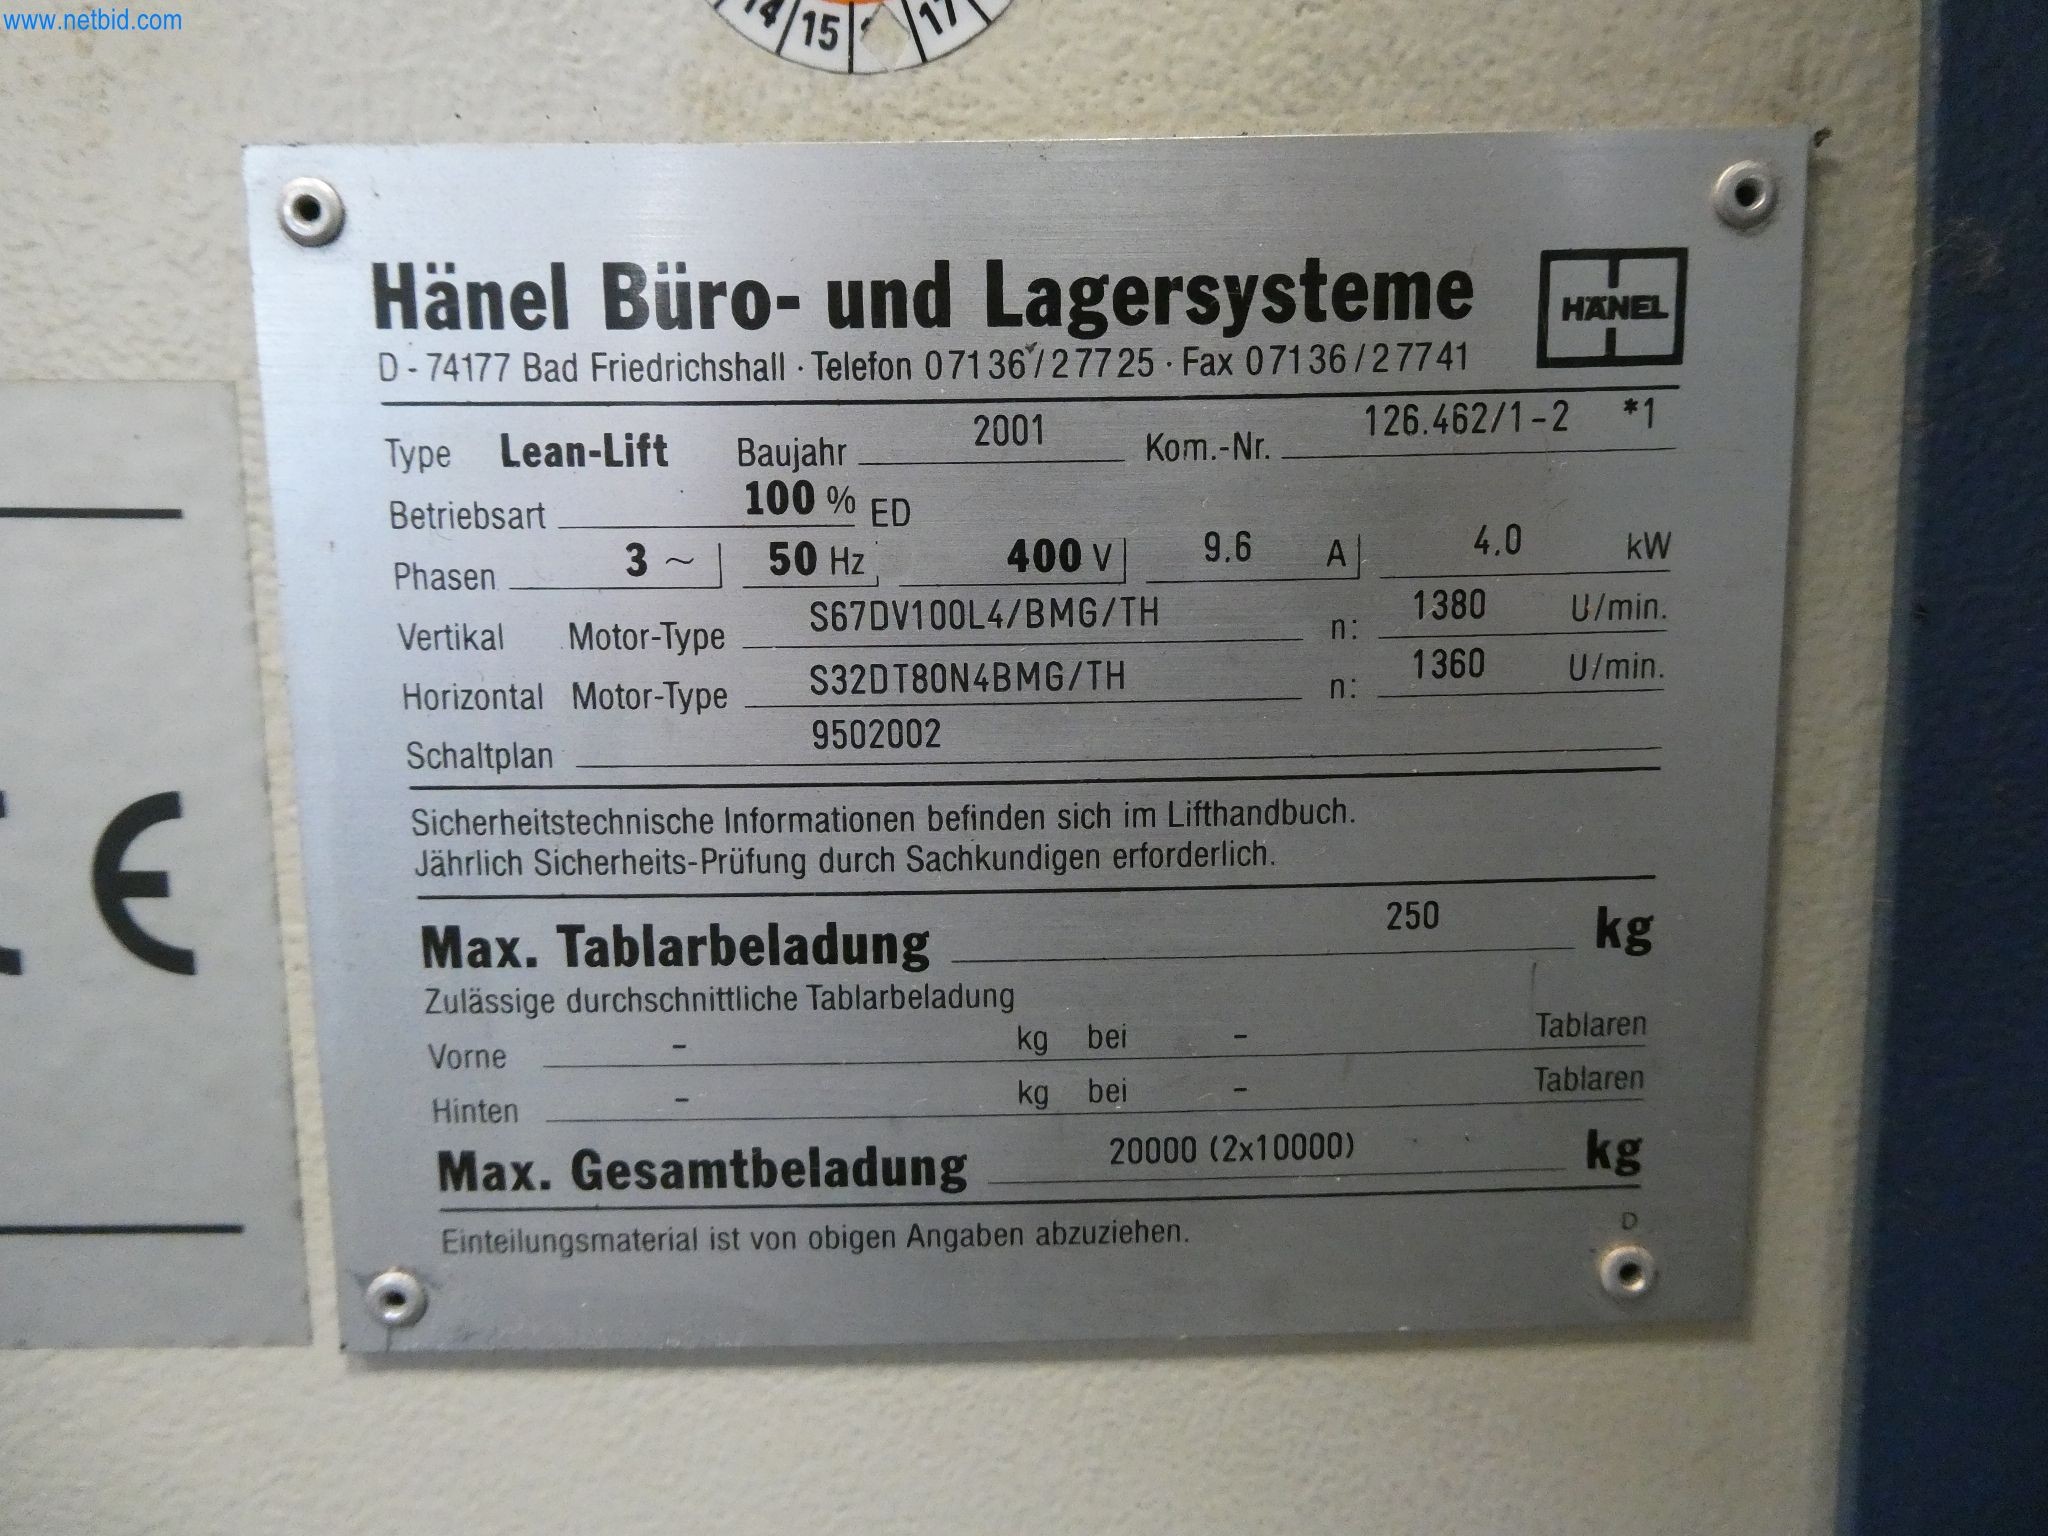 www.netbid.com
14 15 17
Hänel Büro- und Lagersysteme
HÄNEL
D - 74177 Bad Friedrichshall · Telefon 07136/27725 · Fax 07136/27741
Type Lean-Lift Baujahr 2001 Kom.-Nr. 126.462/1-2 *1
Betriebsart 100 % ED
Phasen 3 ~ 50 Hz 400 V 9.6 A 4.0 kW
Vertikal Motor-Type S67DV100L4/BMG/TH n: 1380 U/min.
Horizontal Motor-Type S32DT80N4BMG/TH n: 1360 U/min.
Schaltplan 9502002
Sicherheitstechnische Informationen befinden sich im Lifthandbuch.
Jährlich Sicherheits-Prüfung durch Sachkundigen erforderlich.
Max. Tablarbeladung 250 kg
Zulässige durchschnittliche Tablarbeladung
Vorne - kg bei - Tablaren
Hinten - kg bei - Tablaren
Max. Gesamtbeladung 20000 (2x10000) kg
Einteilungsmaterial ist von obigen Angaben abzuziehen.
D
CE